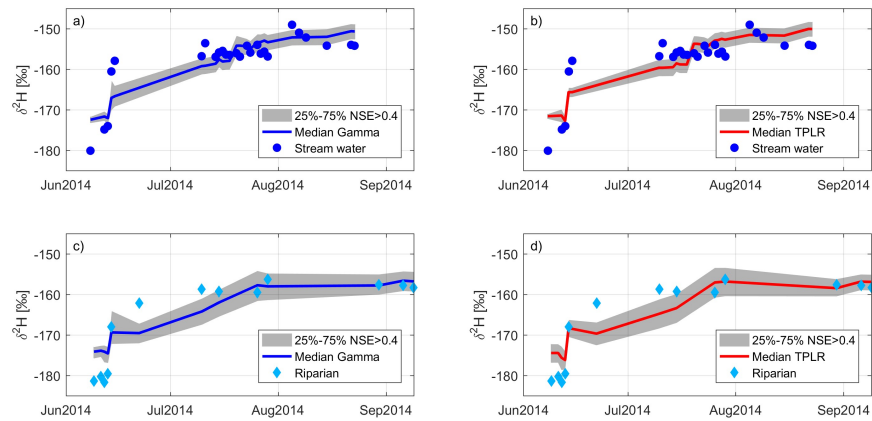 a)
-150
-160
-170
-180
δ²H [‰]
25%-75% NSE>0.4
Median Gamma
Stream water
Jun2014 Jul2014 Aug2014 Sep2014
b)
-150
-160
-170
-180
δ²H [‰]
25%-75% NSE>0.4
Median TPLR
Stream water
Jun2014 Jul2014 Aug2014 Sep2014
c)
-150
-160
-170
-180
δ²H [‰]
25%-75% NSE>0.4
Median Gamma
Riparian
Jun2014 Jul2014 Aug2014 Sep2014
d)
-150
-160
-170
-180
δ²H [‰]
25%-75% NSE>0.4
Median TPLR
Riparian
Jun2014 Jul2014 Aug2014 Sep2014